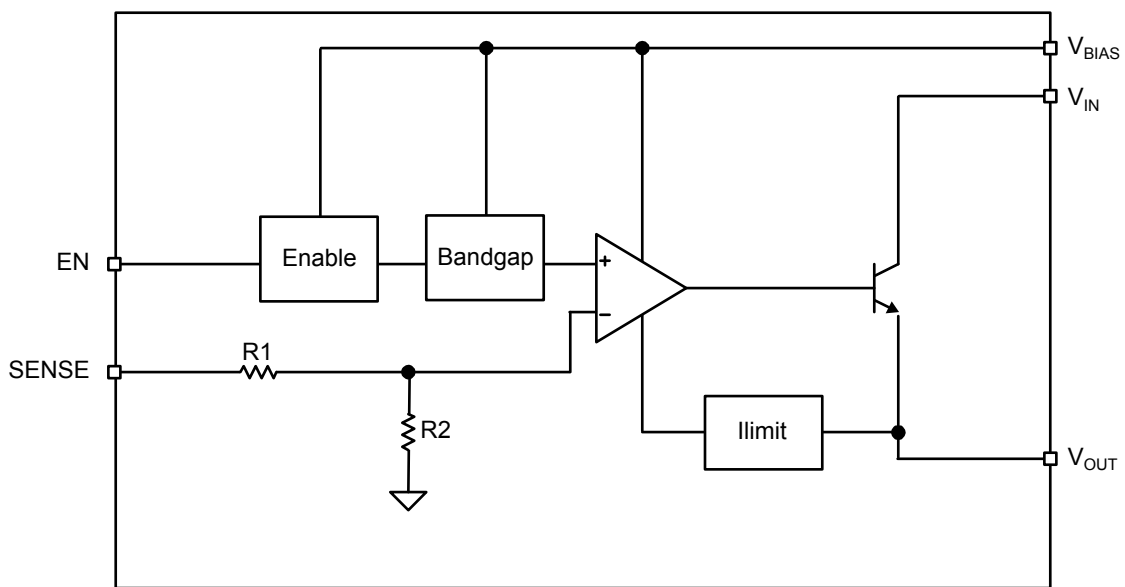 V_BIAS
V_IN
EN
Enable
Bandgap
+
−
SENSE
R1
R2
Ilimit
V_OUT